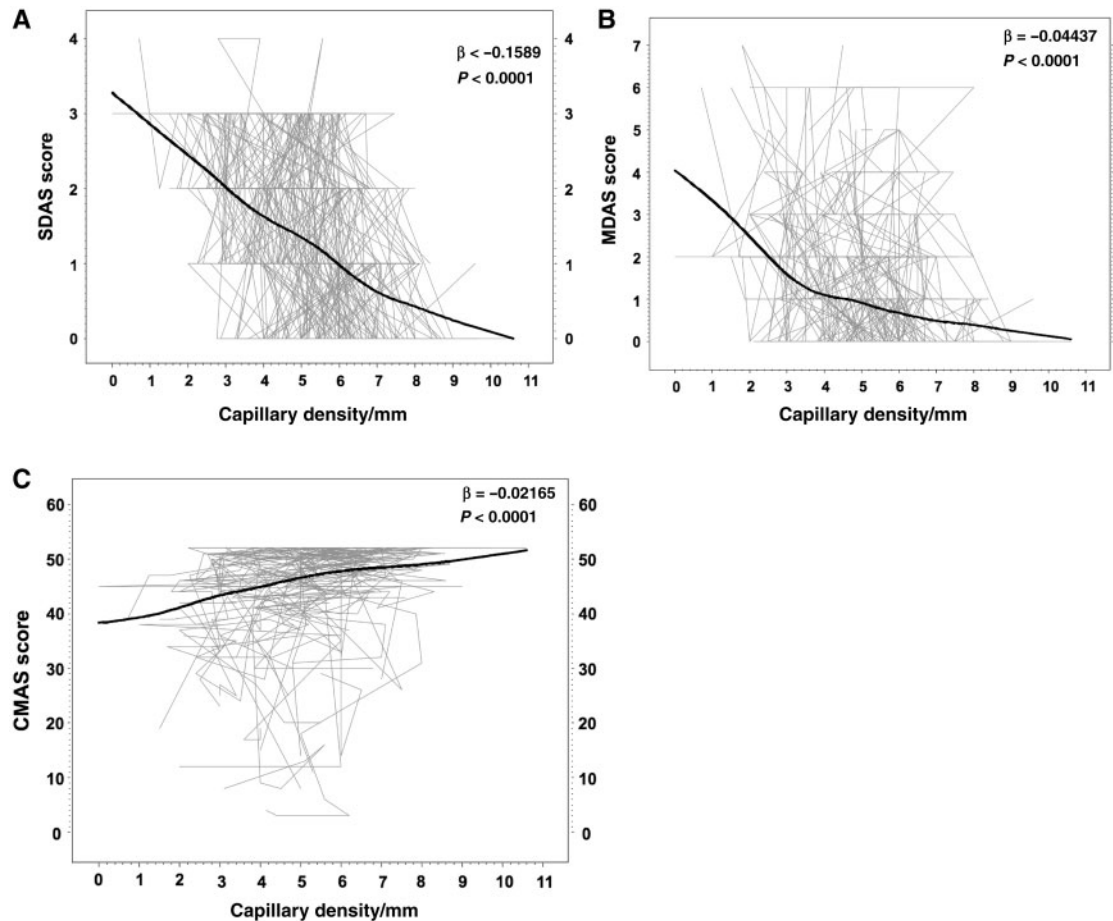 A
β < −0.1589
P < 0.0001
SDAS score
4
3
2
1
0
4
3
2
1
0
0 1 2 3 4 5 6 7 8 9 10 11
Capillary density/mm
B
β = −0.04437
P < 0.0001
MDAS score
7
6
5
4
3
2
1
0
0 1 2 3 4 5 6 7 8 9 10 11
Capillary density/mm
C
β = −0.02165
P < 0.0001
CMAS score
60
50
40
30
20
10
0
60
50
40
30
20
10
0
0 1 2 3 4 5 6 7 8 9 10 11
Capillary density/mm